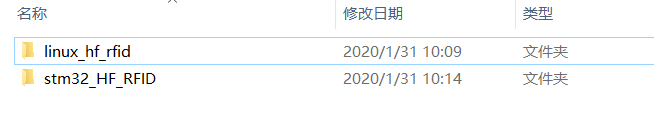 名称 修改日期 类型
linux_hf_rfid 2020/1/31 10:09 文件夹
stm32_HF_RFID 2020/1/31 10:14 文件夹